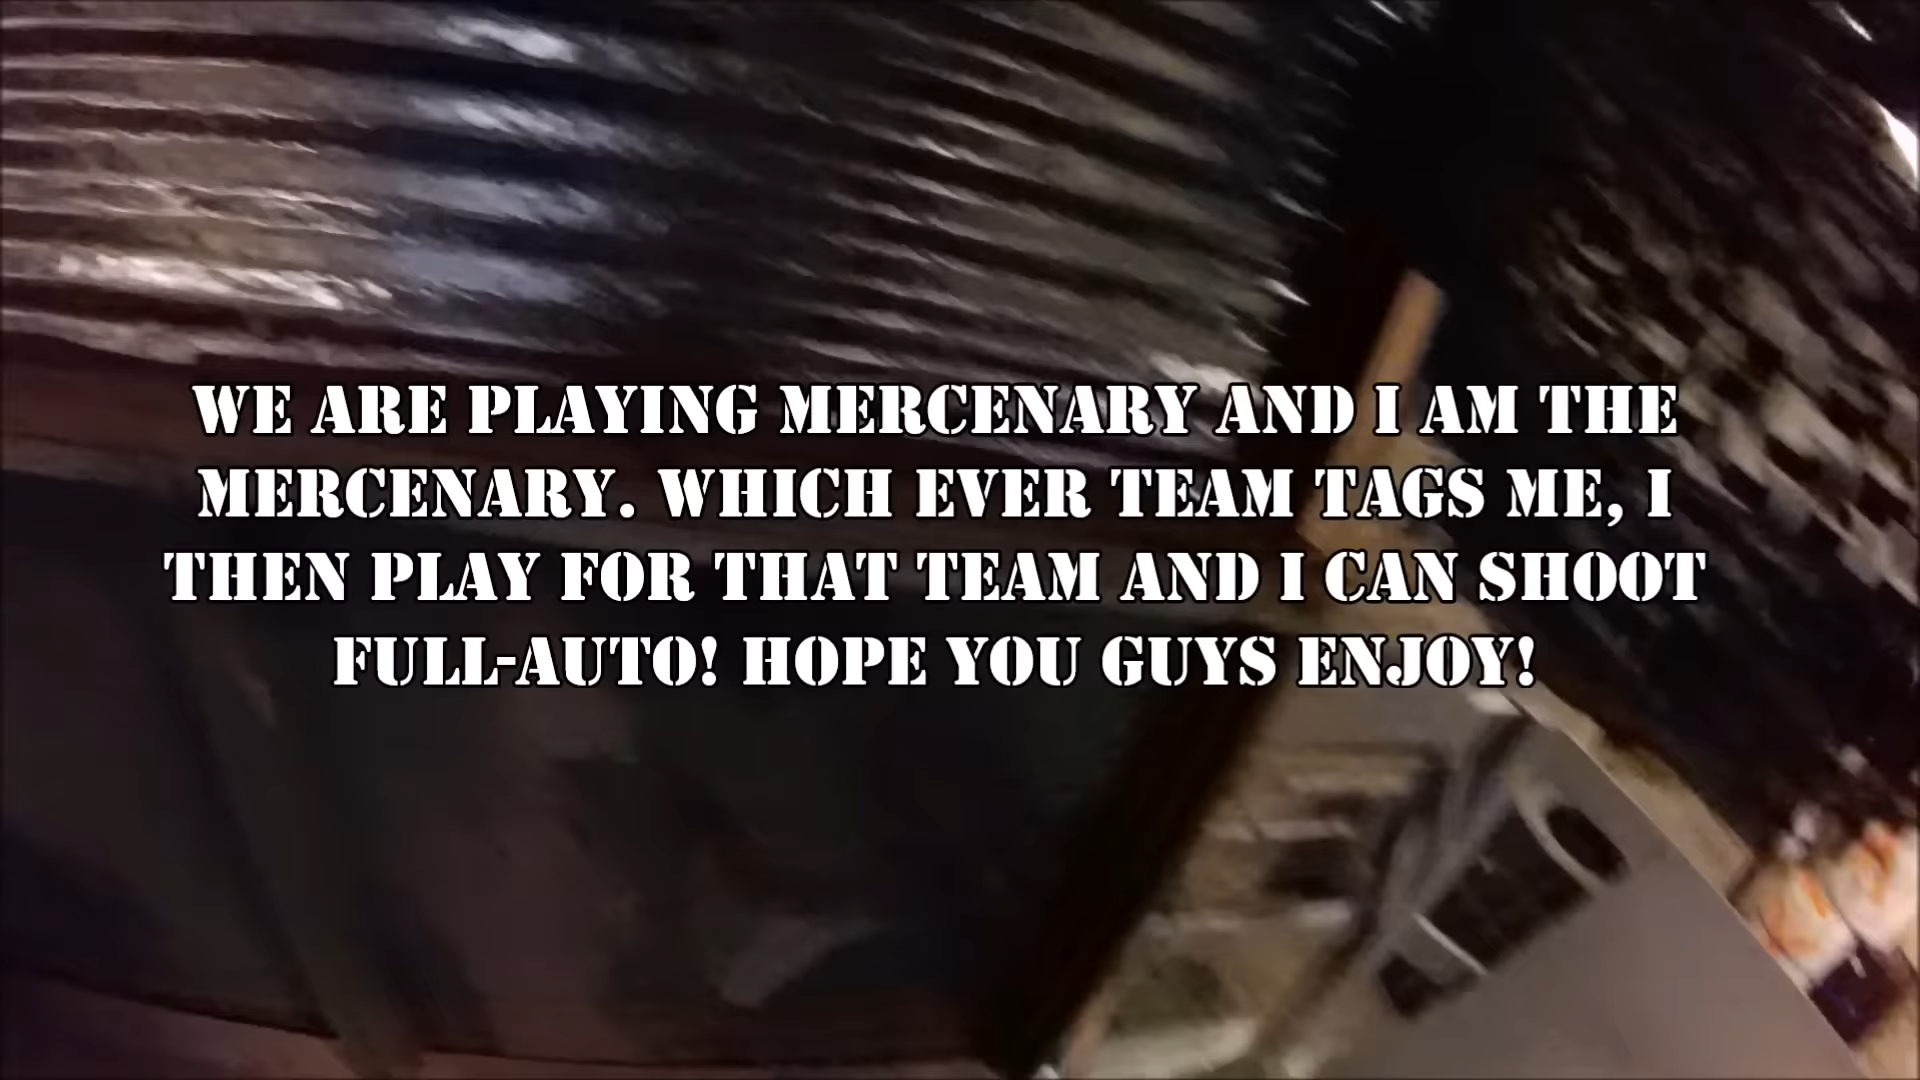 WE ARE PLAYING MERCENARY AND I AM THE
MERCENARY. WHICH EVER TEAM TAGS ME, I
THEN PLAY FOR THAT TEAM AND I CAN SHOOT
FULL-AUTO! HOPE YOU GUYS ENJOY!